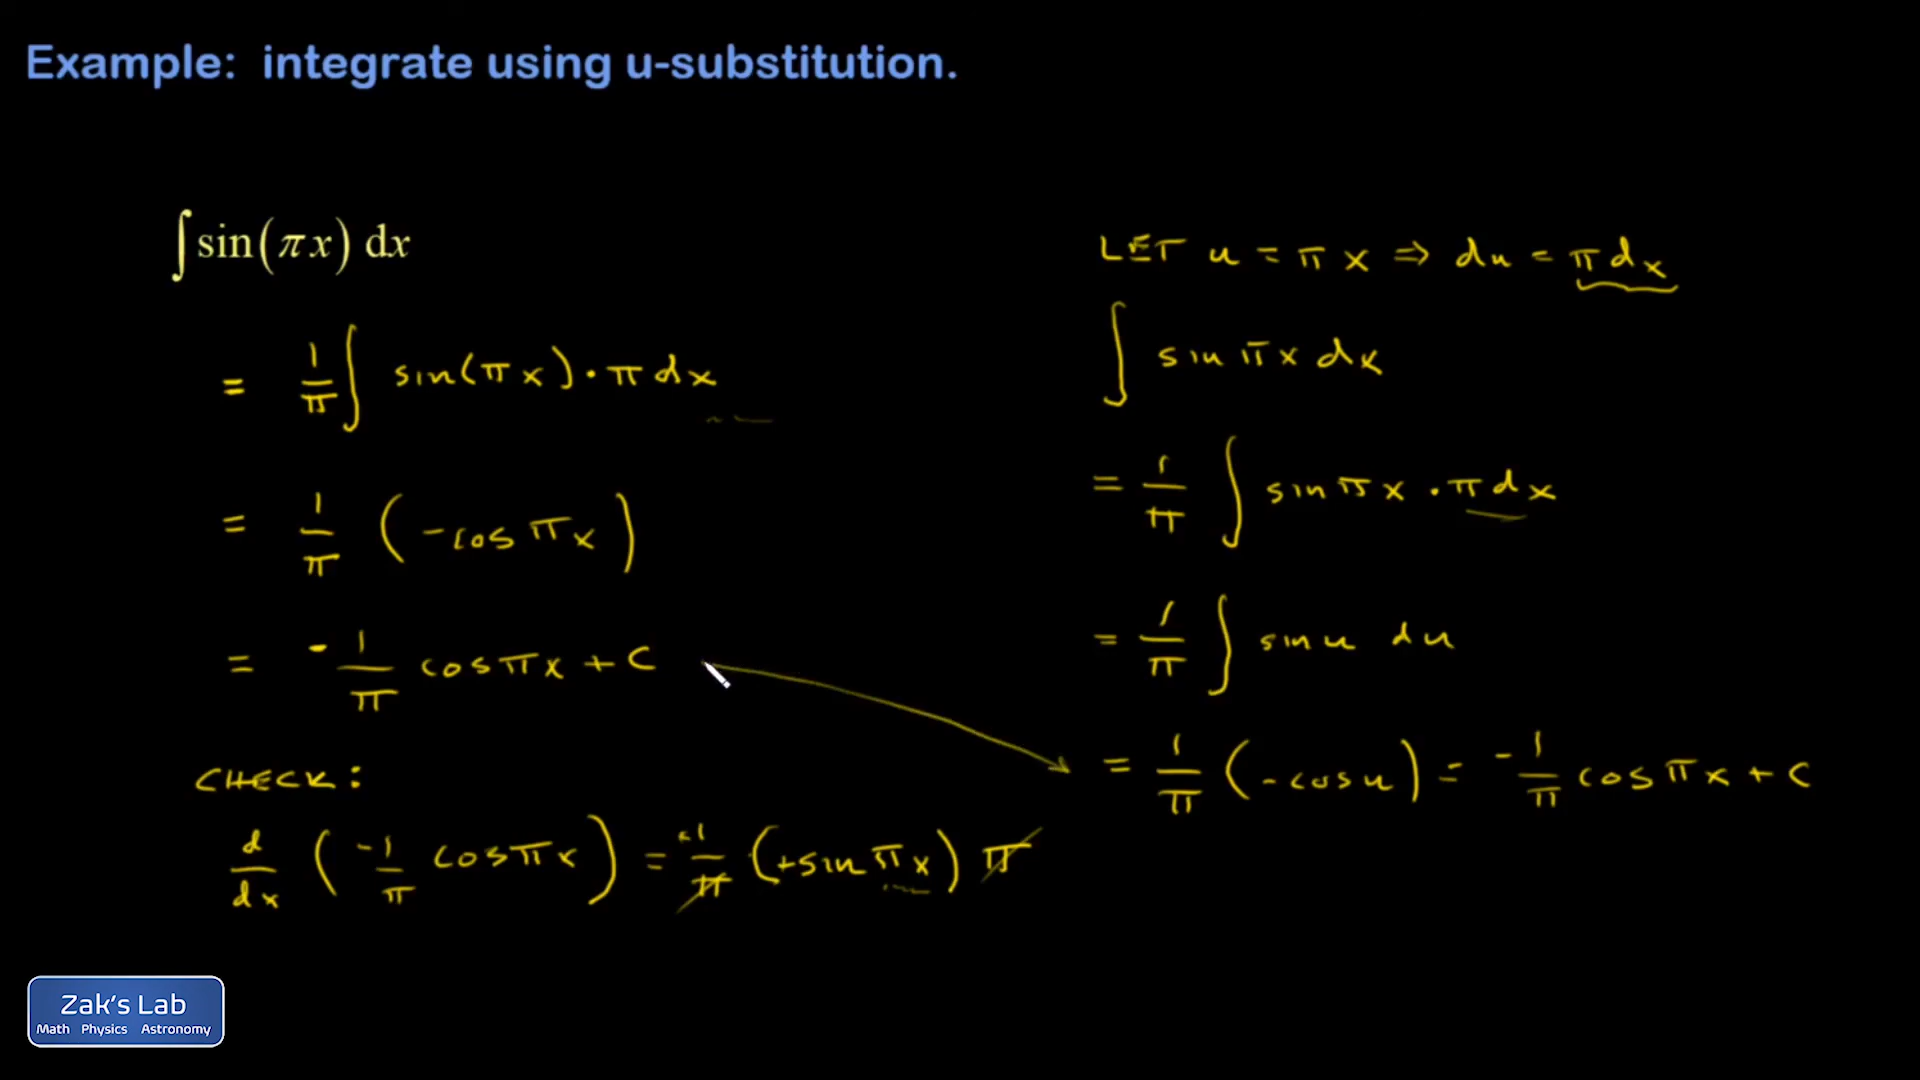 Example: integrate using u-substitution.
∫ sin(πx) dx
= 1/π ∫ sin(πx) · π dx
= 1/π (-cos πx)
= -1/π cos πx + C
CHECK:
d/dx (-1/π cos πx) = -1/π (+sin πx) π
LET u = πx ⇒ du = π dx
∫ sin πx dx
= 1/π ∫ sin πx · π dx
= 1/π ∫ sin u du
= 1/π (-cos u) = -1/π cos πx + C
Zak's Lab
Math Physics Astronomy